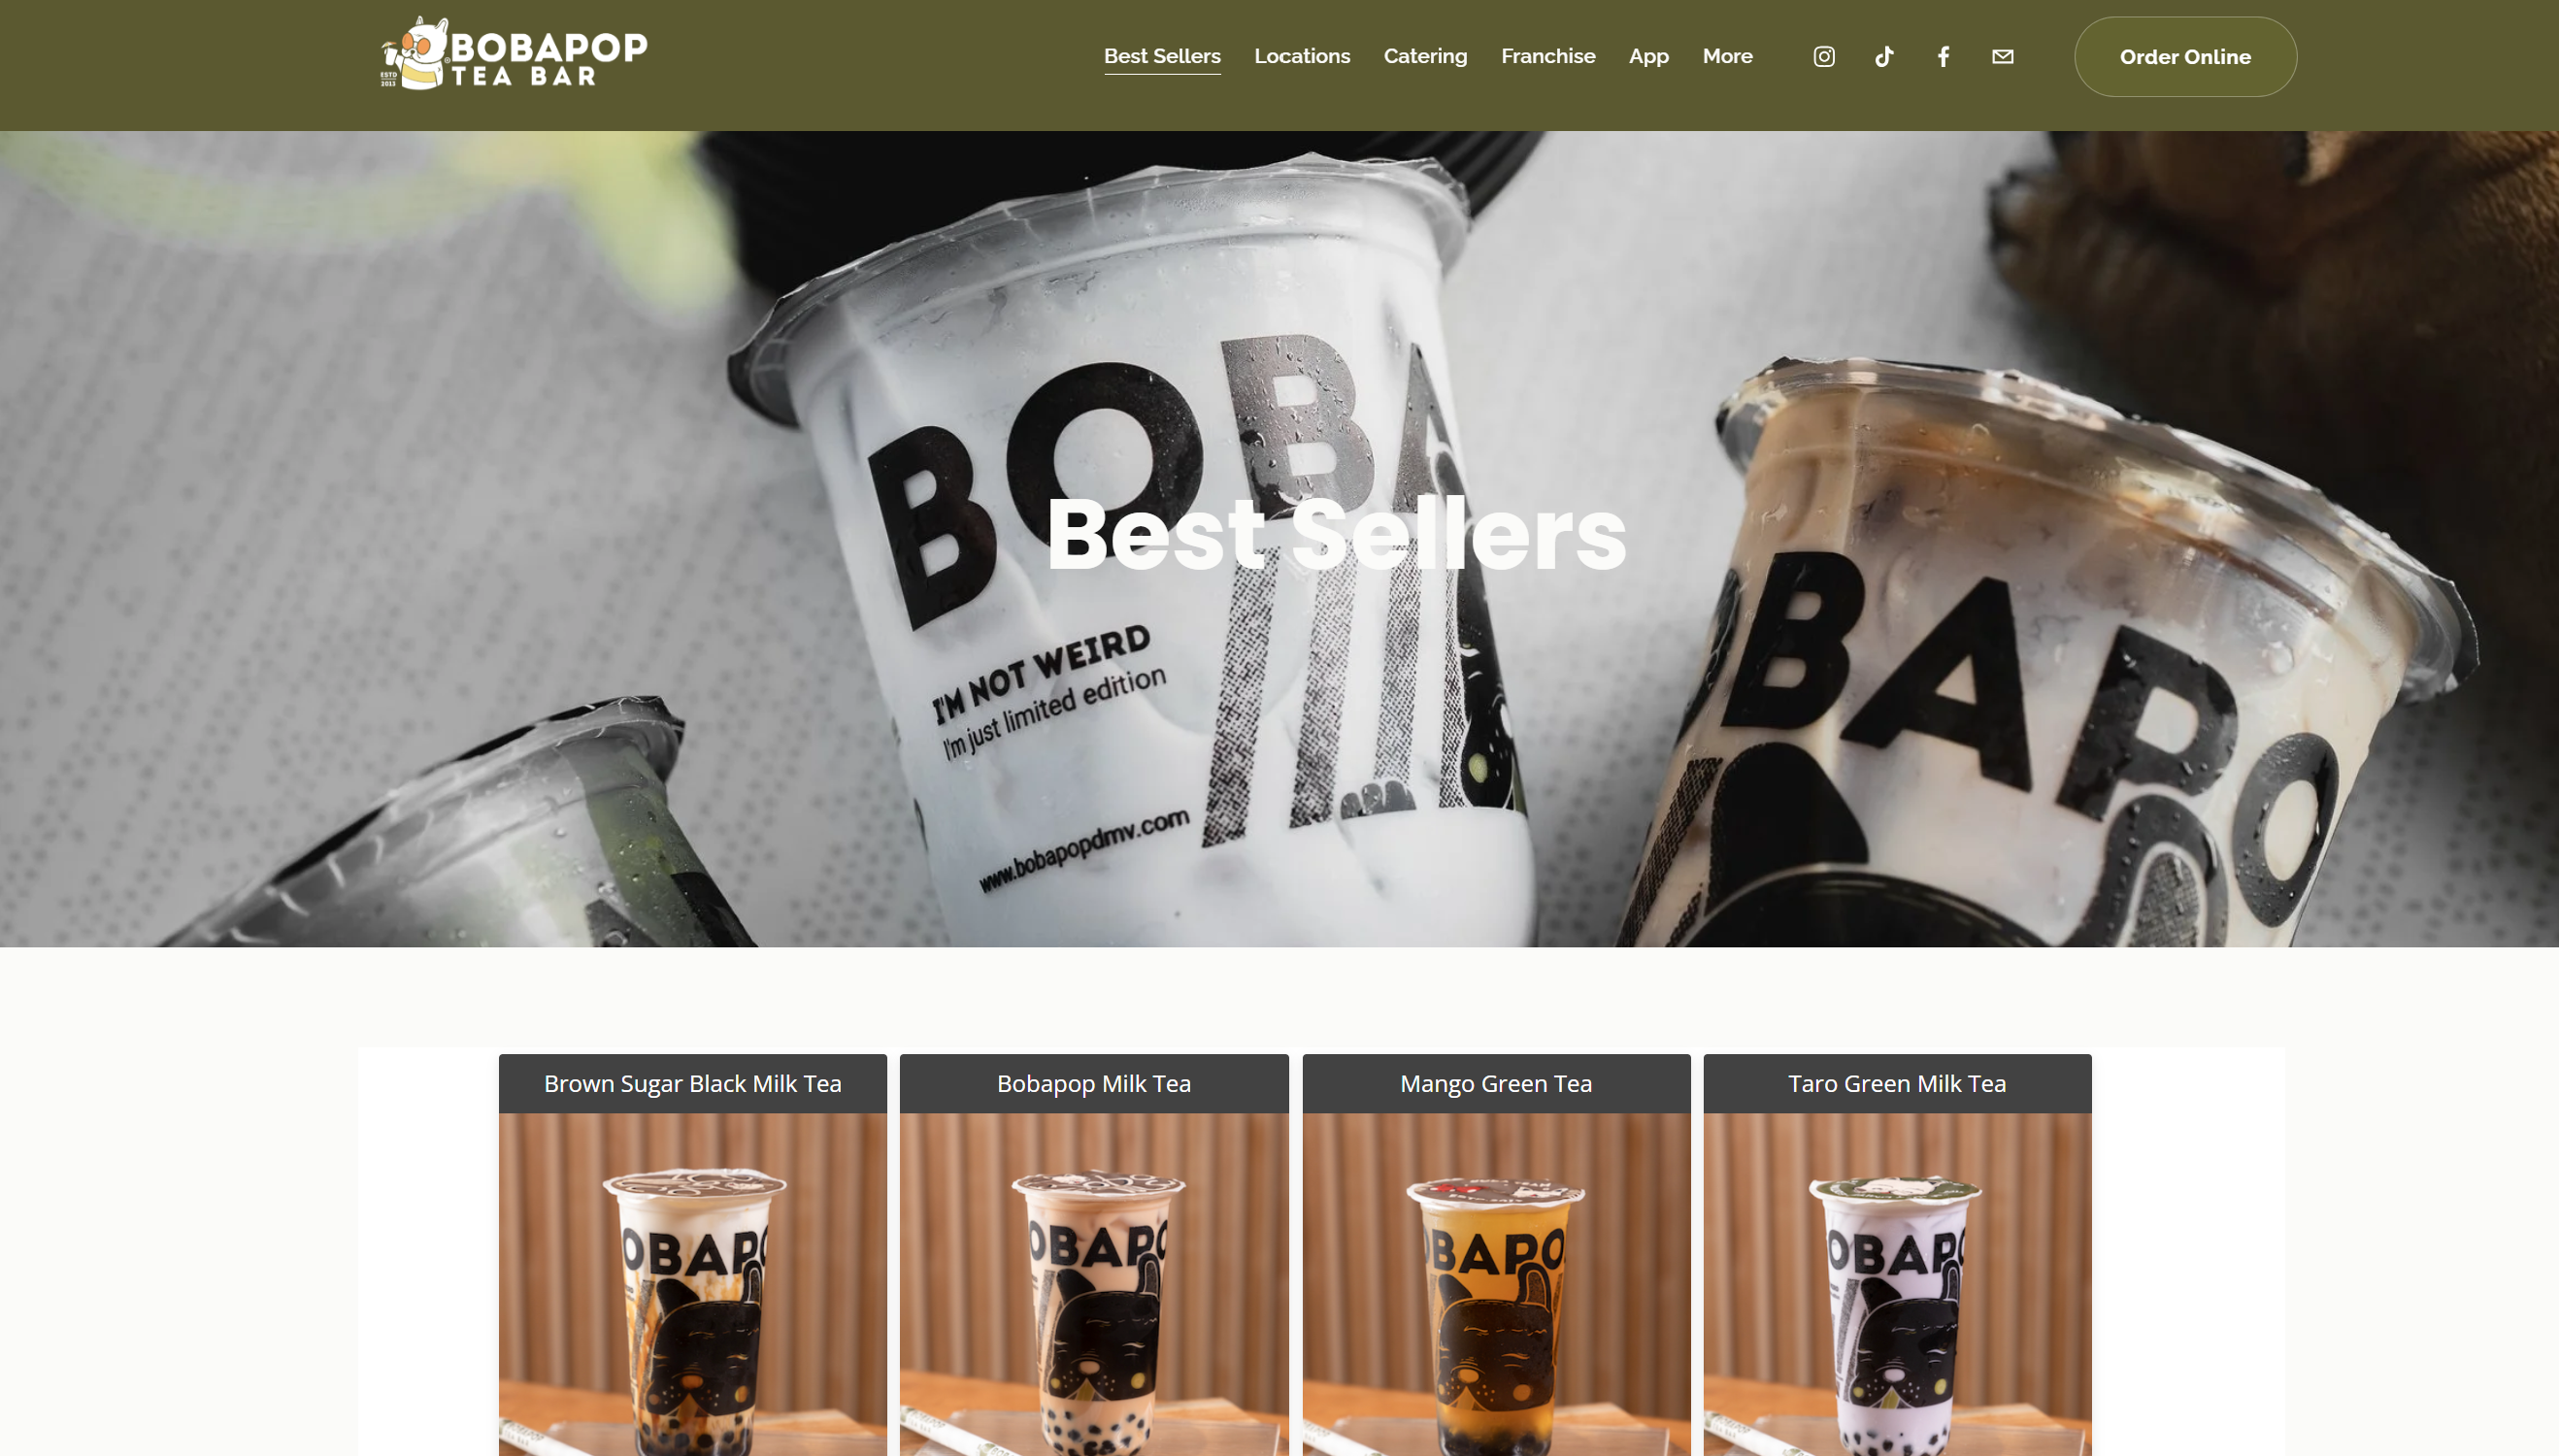 BOBAPOP
TEA BAR
ESTD
2013
Best Sellers
Locations
Catering
Franchise
App
More
Order Online
BOBA
I'M NOT WEIRD
I'm just limited edition
www.bobapopdmv.com
BAPO
Best Sellers
Brown Sugar Black Milk Tea
Bobapop Milk Tea
Mango Green Tea
Taro Green Milk Tea
OBAPO
OBAPO
BAPO
OBAPO